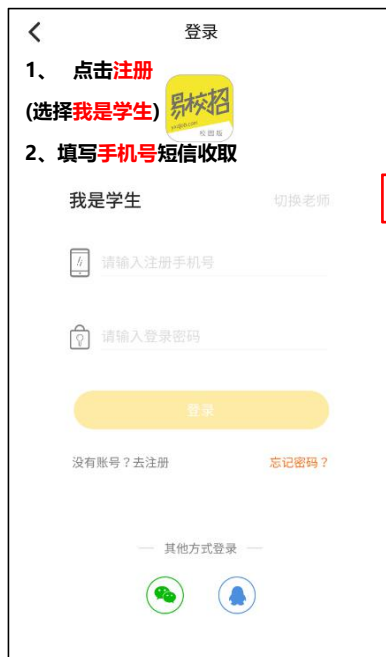 登录
1、 点击注册
(选择我是学生)
易校招
校园版
2、填写手机号短信收取
我是学生 切换老师
请输入注册手机号
请输入登录密码
登录
没有账号？去注册 忘记密码？
其他方式登录